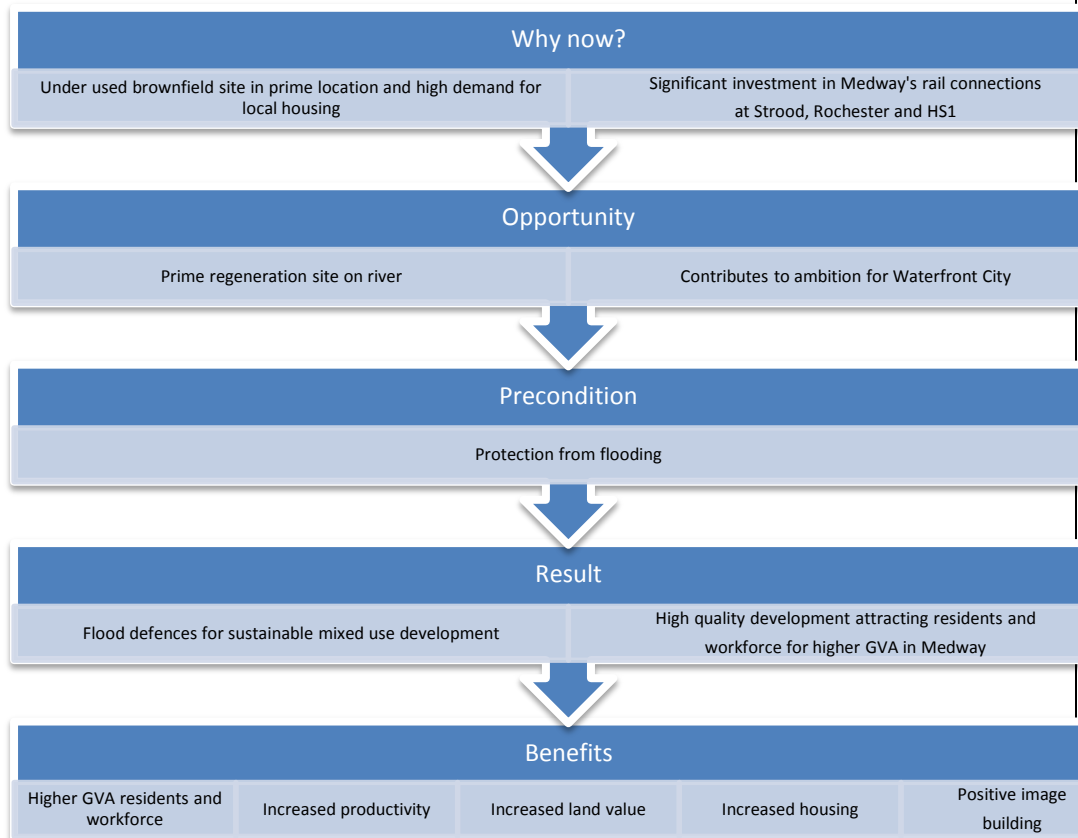 Why now?
Under used brownfield site in prime location and high demand for
local housing
Significant investment in Medway's rail connections
at Strood, Rochester and HS1
Opportunity
Prime regeneration site on river
Contributes to ambition for Waterfront City
Precondition
Protection from flooding
Result
Flood defences for sustainable mixed use development
High quality development attracting residents and
workforce for higher GVA in Medway
Benefits
Higher GVA residents and
workforce
Increased productivity
Increased land value
Increased housing
Positive image
building